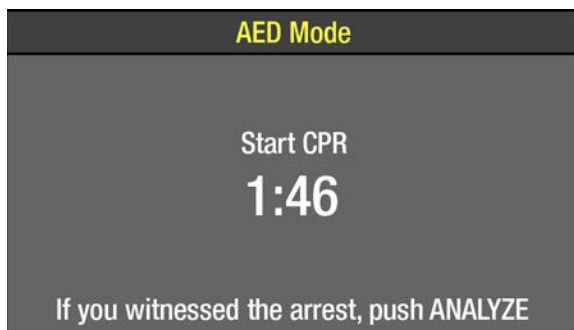 AED Mode
Start CPR
1:46
If you witnessed the arrest, push ANALYZE